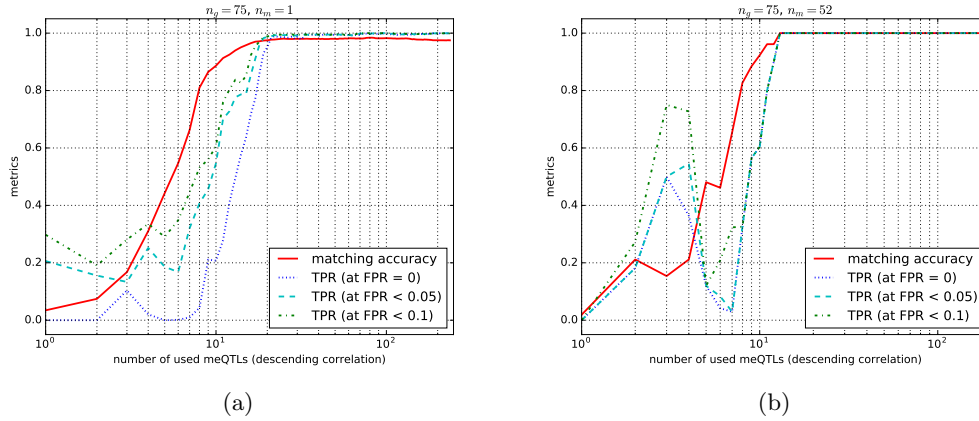 n_g = 75, n_m = 1
1.0
0.8
0.6
0.4
0.2
0.0
metrics
matching accuracy
TPR (at FPR = 0)
TPR (at FPR < 0.05)
TPR (at FPR < 0.1)
10^0 10^1 10^2
number of used meQTLs (descending correlation)
(a)
n_g = 75, n_m = 52
1.0
0.8
0.6
0.4
0.2
0.0
metrics
matching accuracy
TPR (at FPR = 0)
TPR (at FPR < 0.05)
TPR (at FPR < 0.1)
10^0 10^1 10^2
number of used meQTLs (descending correlation)
(b)